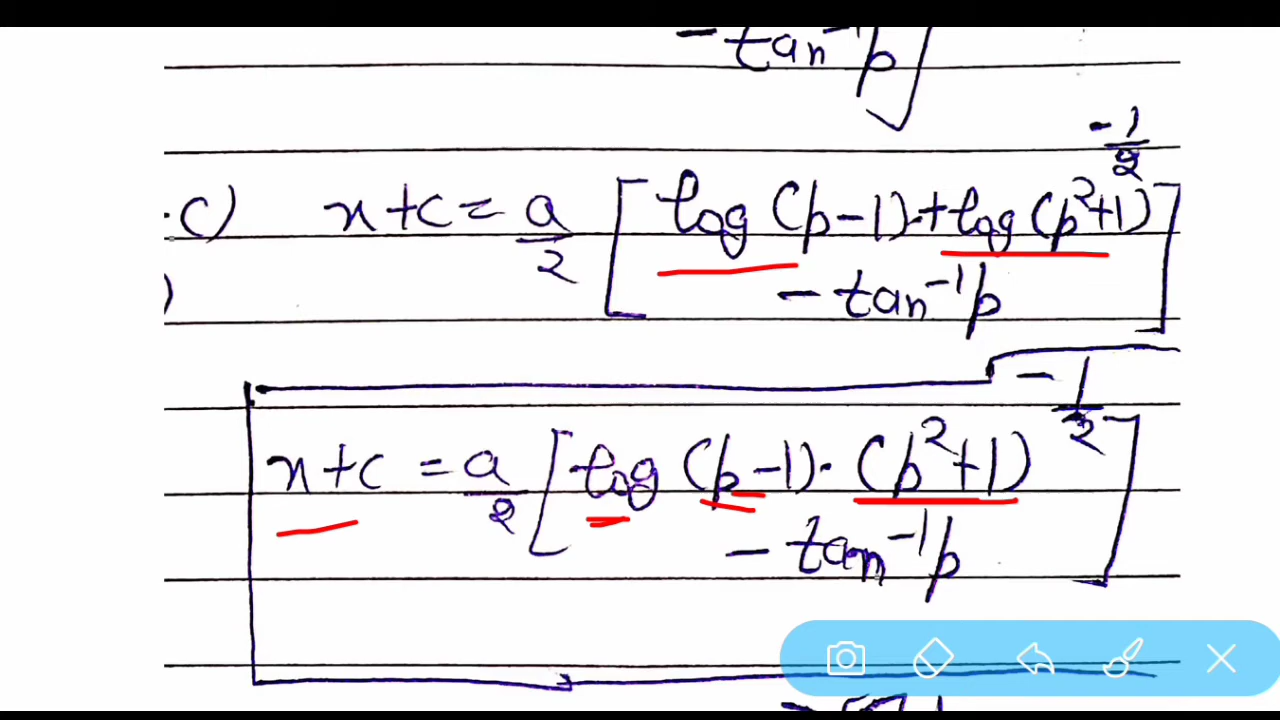 - tan⁻¹p]
·c) x+c = a/2 [log(p-1)·+log(p²+1)^(-1/2)
) - tan⁻¹p]
x+c = a/2 [log (p-1)·(p²+1)^(-1/2)
- tan⁻¹p]